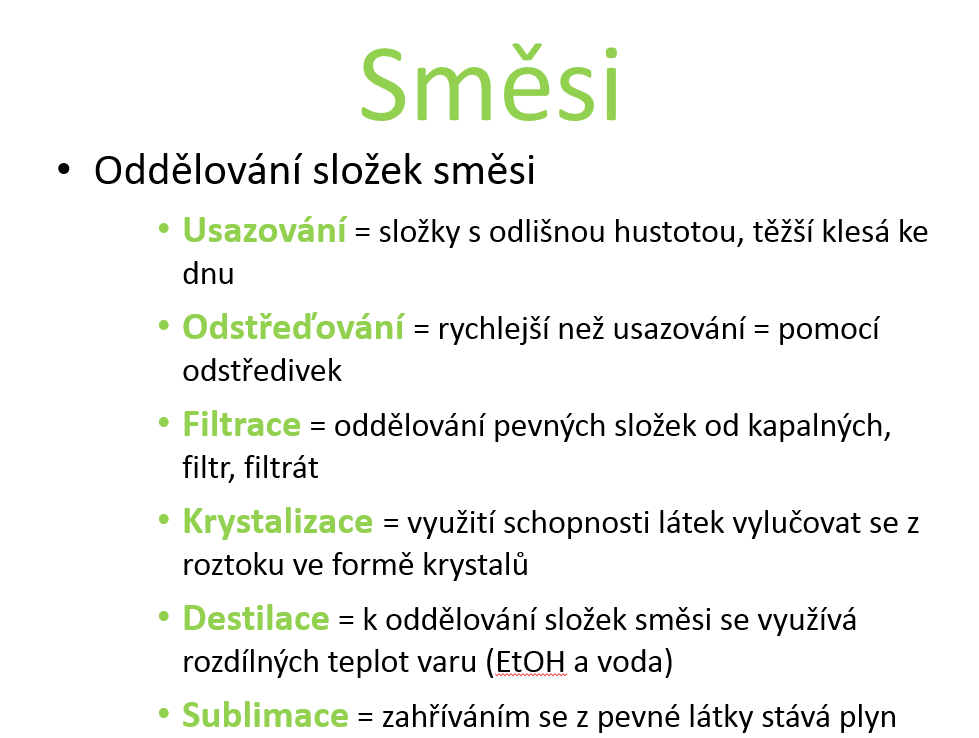 Směsi
• Oddělování složek směsi
• Usazování = složky s odlišnou hustotou, těžší klesá ke
dnu
• Odstřeďování = rychlejší než usazování = pomocí
odstředivek
• Filtrace = oddělování pevných složek od kapalných,
filtr, filtrát
• Krystalizace = využití schopnosti látek vylučovat se z
roztoku ve formě krystalů
• Destilace = k oddělování složek směsi se využívá
rozdílných teplot varu (EtOH a voda)
• Sublimace = zahříváním se z pevné látky stává plyn